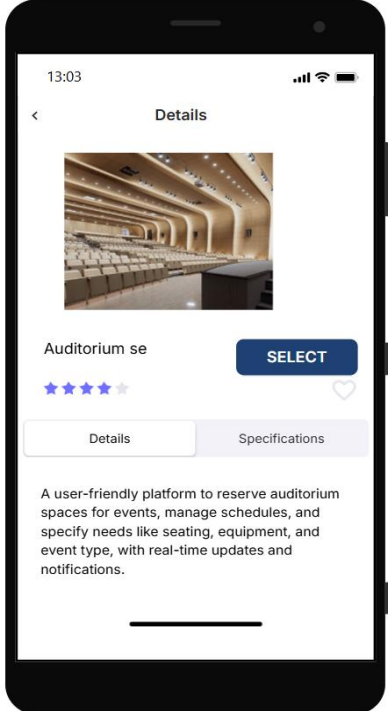 13:03
Details
Auditorium se
SELECT
Details
Specifications
A user-friendly platform to reserve auditorium
spaces for events, manage schedules, and
specify needs like seating, equipment, and
event type, with real-time updates and
notifications.